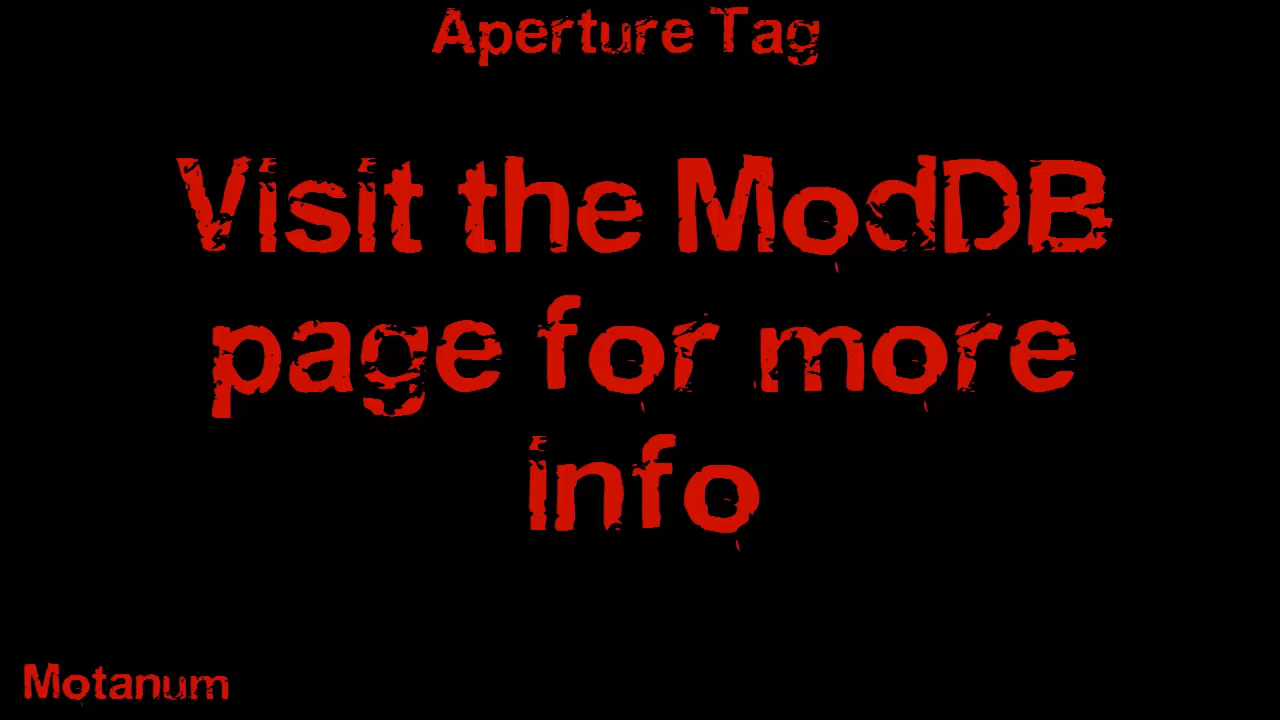 Aperture Tag
Visit the ModDB
page for more
info
Motanum